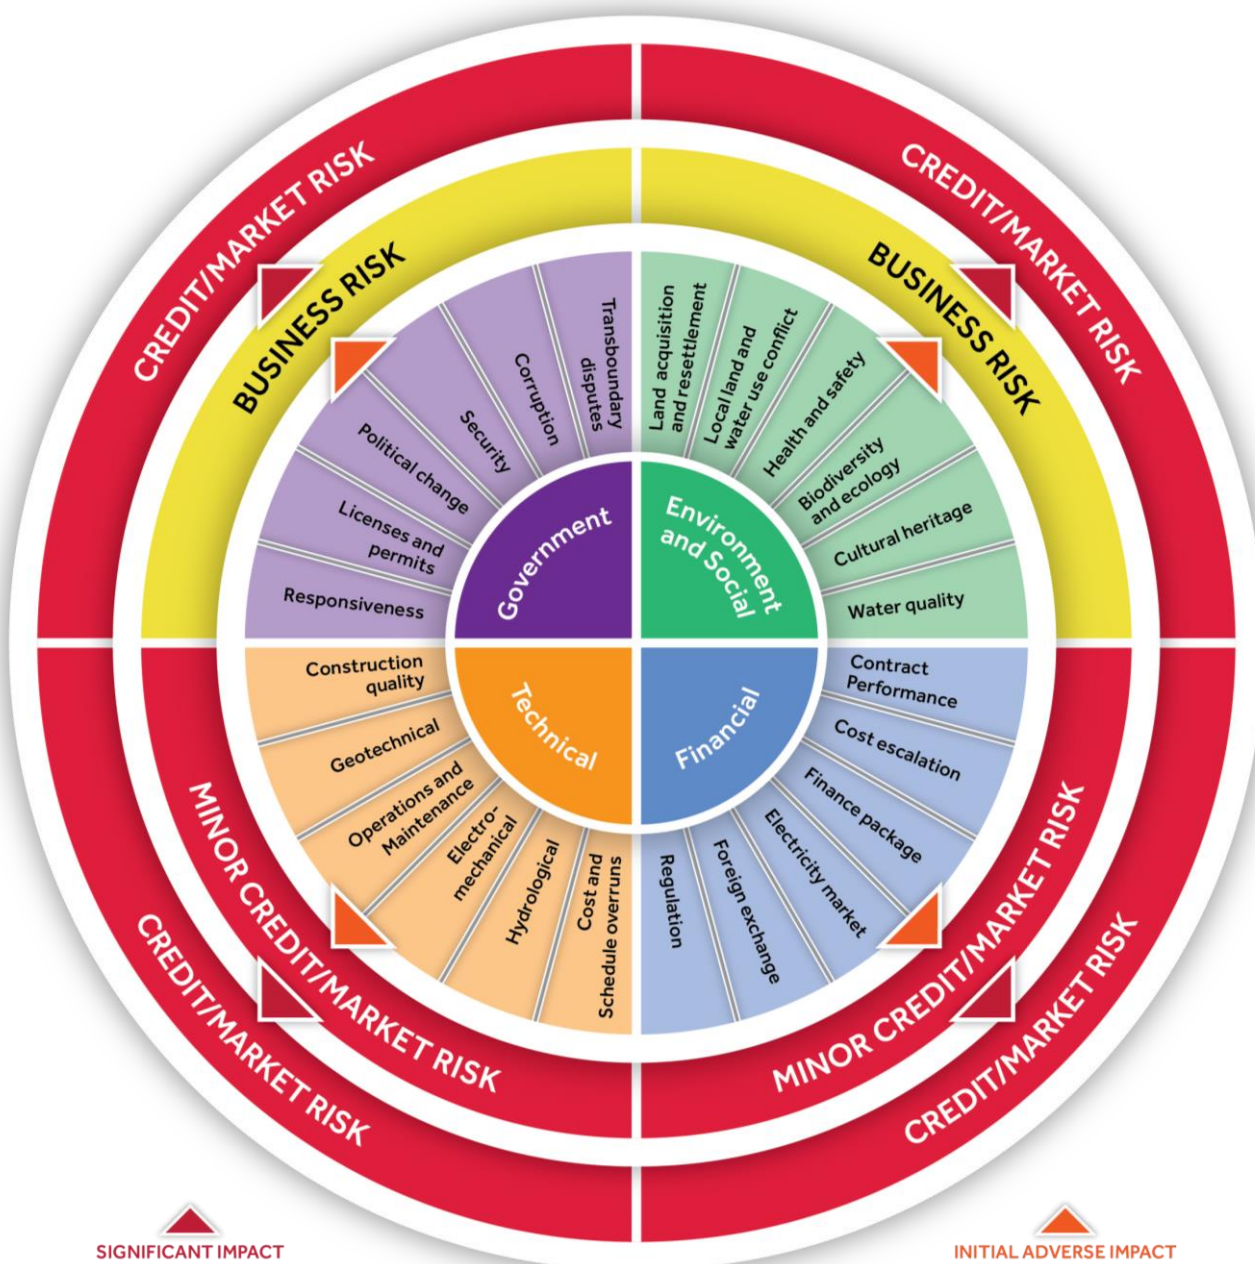 CREDIT/MARKET RISK
CREDIT/MARKET RISK
BUSINESS RISK
BUSINESS RISK
Transboundary
disputes
Corruption
Security
Political change
Licenses and
permits
Responsiveness
Land acquisition
and resettlement
Local land and
water use conflict
Health and safety
Biodiversity
and ecology
Cultural heritage
Water quality
Government
Environment
and Social
Technical
Financial
Construction
quality
Geotechnical
Operations and
Maintenance
Electro-
mechanical
Hydrological
Cost and
Schedule overruns
Contract
Performance
Cost escalation
Finance package
Electricity market
Foreign exchange
Regulation
MINOR CREDIT/MARKET RISK
MINOR CREDIT/MARKET RISK
CREDIT/MARKET RISK
CREDIT/MARKET RISK
SIGNIFICANT IMPACT
INITIAL ADVERSE IMPACT